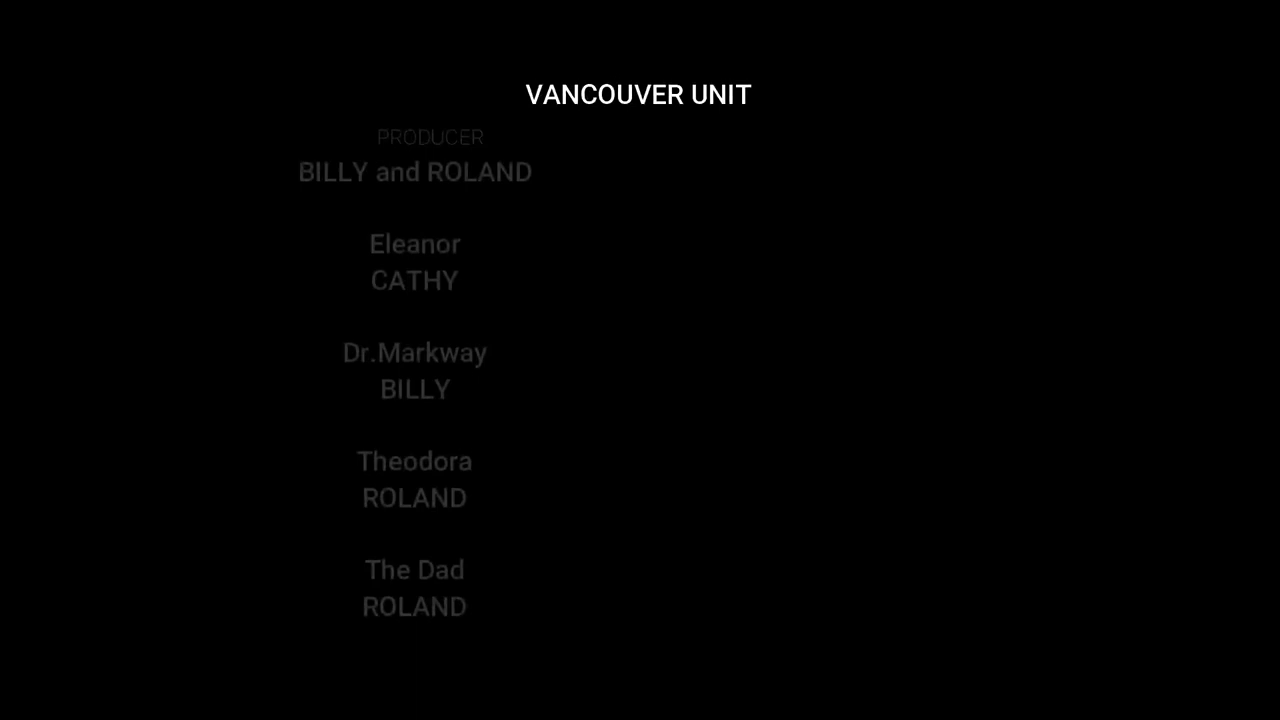 VANCOUVER UNIT
PRODUCER
BILLY and ROLAND
Eleanor
CATHY
Dr.Markway
BILLY
Theodora
ROLAND
The Dad
ROLAND